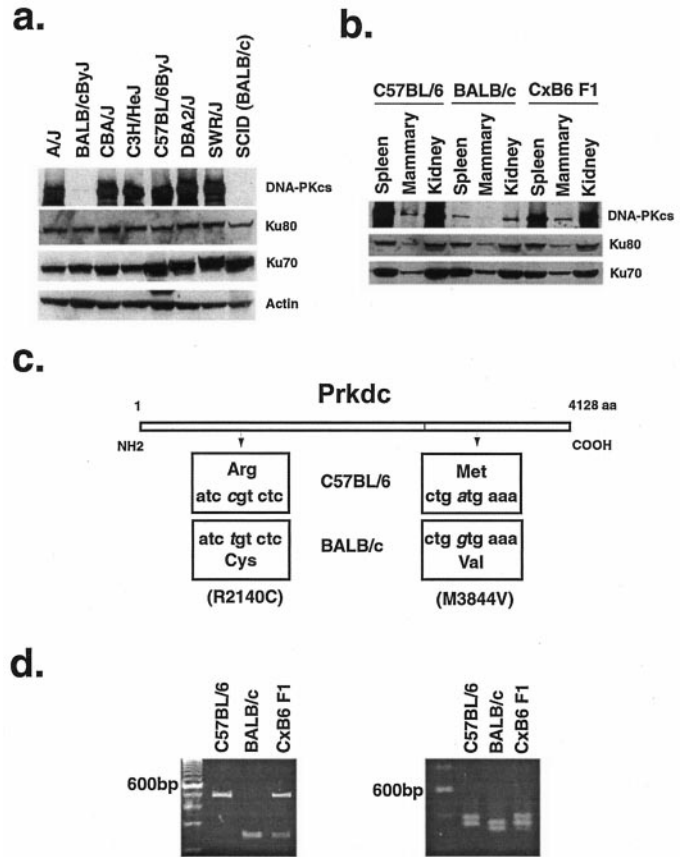 a.
A/J
BALB/cByJ
CBA/J
C3H/HeJ
C57BL/6ByJ
DBA2/J
SWR/J
SCID (BALB/c)
DNA-PKcs
Ku80
Ku70
Actin
b.
C57BL/6 BALB/c CxB6 F1
Spleen
Mammary
Kidney
Spleen
Mammary
Kidney
Spleen
Mammary
Kidney
DNA-PKcs
Ku80
Ku70
c.
Prkdc
1 4128 aa
NH2 COOH
Arg
atc cgt ctc
C57BL/6
Met
ctg atg aaa
atc tgt ctc
Cys
BALB/c
ctg gtg aaa
Val
(R2140C) (M3844V)
d.
C57BL/6
BALB/c
CxB6 F1
600bp
C57BL/6
BALB/c
CxB6 F1
600bp